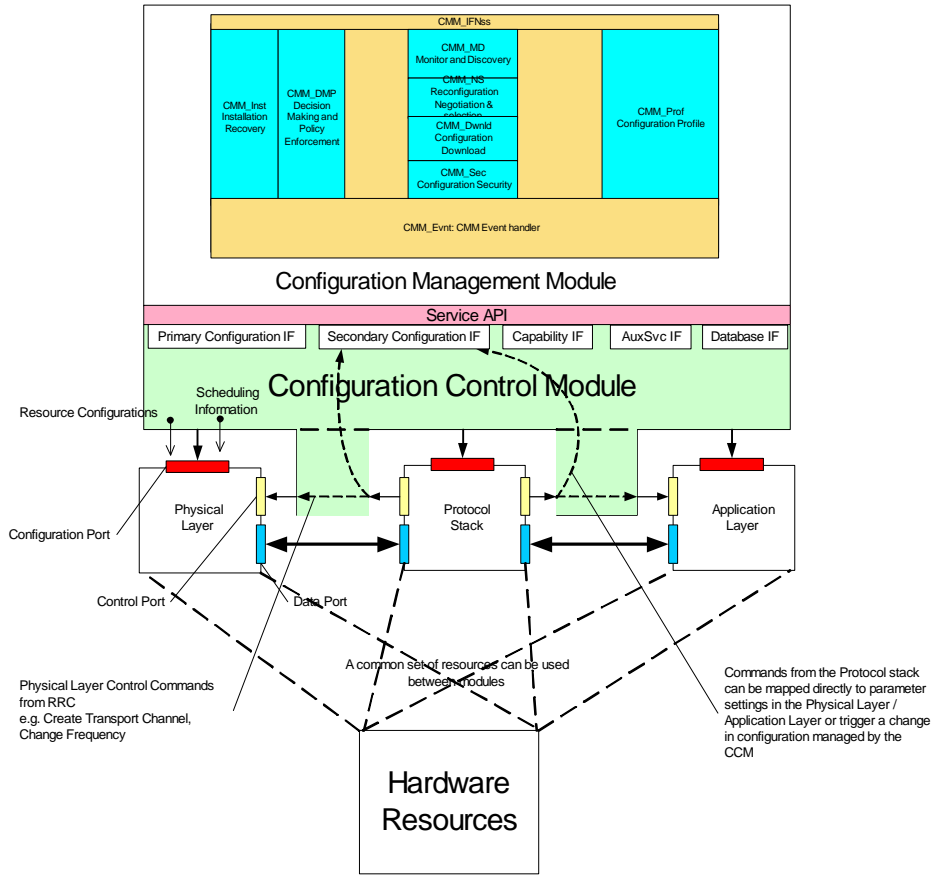 CMM_IFNss
CMM_MD
Monitor and Discovery
CMM_NS
Reconfiguration
Negotiation &
selection
CMM_Inst
Installation
Recovery
CMM_DMP
Decision
Making and
Policy
Enforcement
CMM_Prof
Configuration Profile
CMM_Dwnld
Configuration
Download
CMM_Sec
Configuration Security
CMM_Evnt: CMM Event handler
Configuration Management Module
Service API
Primary Configuration IF
Secondary Configuration IF
Capability IF
AuxSvc IF
Database IF
Configuration Control Module
Scheduling
Information
Resource Configurations
Physical
Layer
Protocol
Stack
Application
Layer
Configuration Port
Control Port
Data Port
A common set of resources can be used
between modules
Physical Layer Control Commands
from RRC
e.g. Create Transport Channel,
Change Frequency
Commands from the Protocol stack
can be mapped directly to parameter
settings in the Physical Layer /
Application Layer or trigger a change
in configuration managed by the
CCM
Hardware
Resources